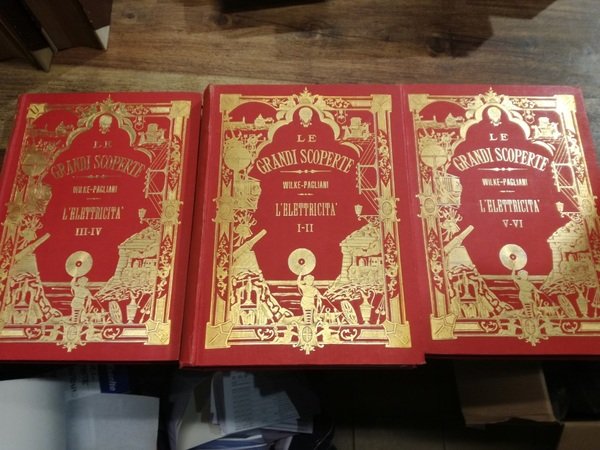 LE
GRANDI SCOPERTE
WILKE-PAGLIANI
L'ELETTRICITA'
III-IV
LE
GRANDI SCOPERTE
WILKE-PAGLIANI
L'ELETTRICITA'
I-II
LE
GRANDI SCOPERTE
WILKE-PAGLIANI
L'ELETTRICITA'
V-VI